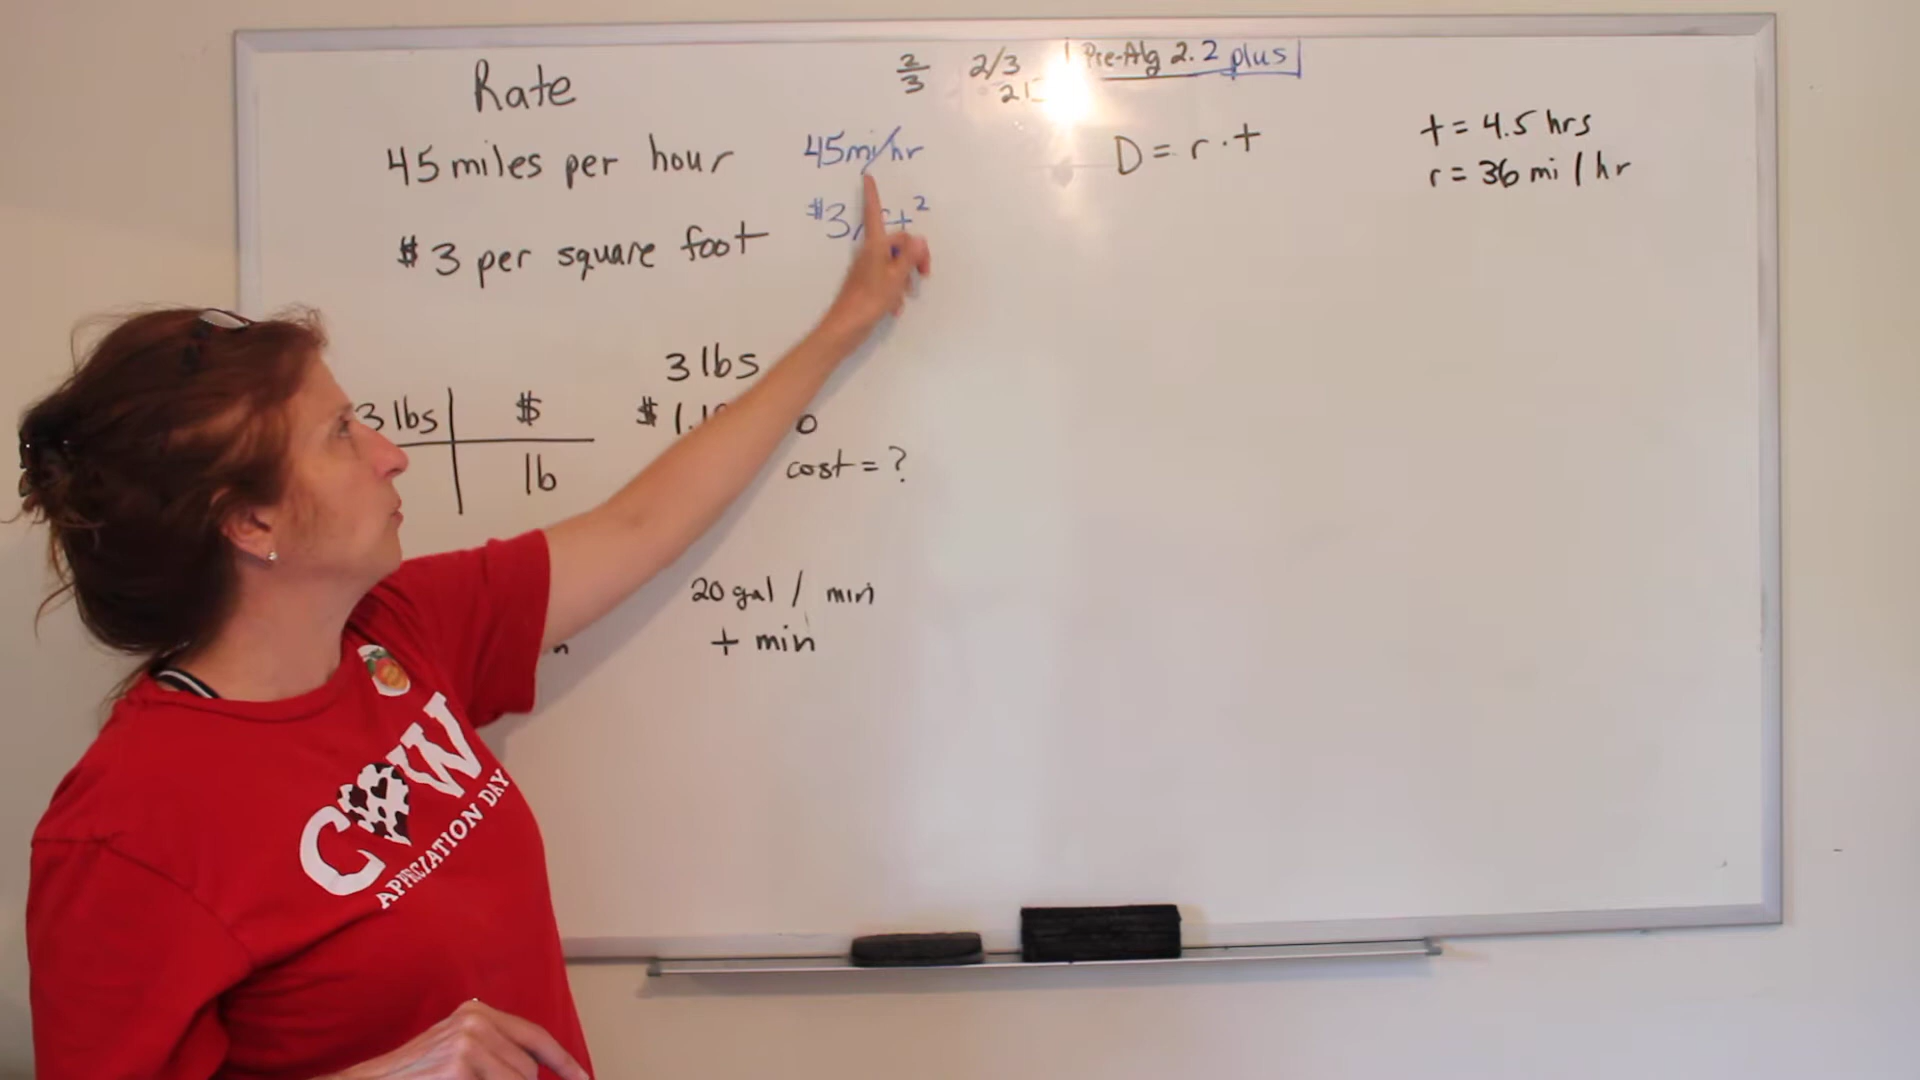 Rate
2/3 2/3
Pre-Alg 2.2 plus
45 miles per hour 45mi/hr
$3 per square foot
D = r · t
t = 4.5 hrs
r = 36 mi / hr
3 lbs
3 lbs $
lb
cost = ?
20 gal / min
t min
COW
APPRECIATION DAY